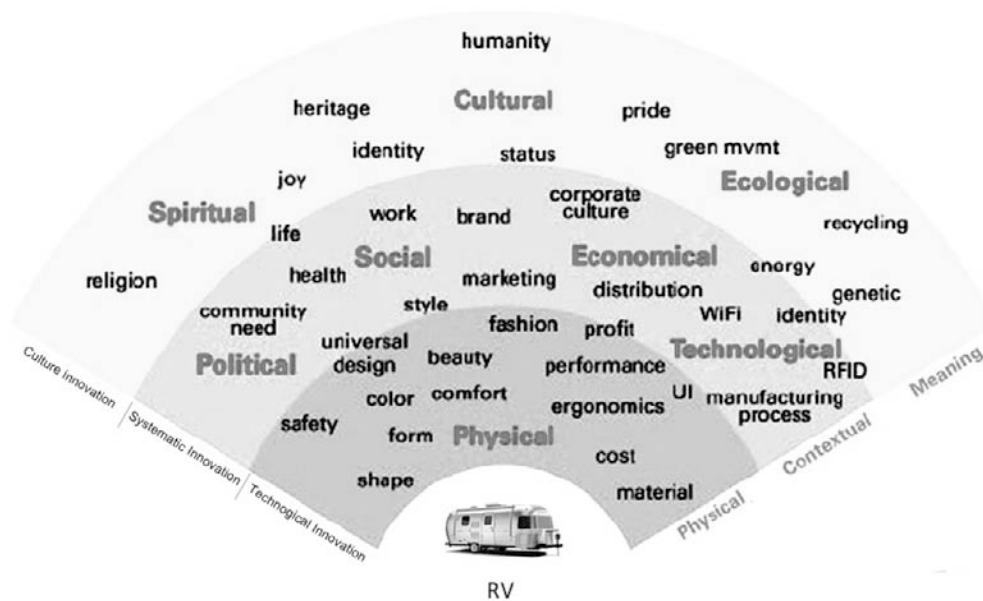 humanity
Cultural
heritage
pride
identity
status
green mvmt
joy
Ecological
Spiritual
work
brand
corporate
culture
recycling
life
Social
Economical
energy
religion
health
marketing
distribution
genetic
style
WiFi
identity
community
need
fashion
profit
universal
design
beauty
performance
Technological
Political
RFID
color
comfort
UI
manufacturing
process
ergonomics
safety
form
Physical
cost
shape
material
Culture innovation
Systematic Innovation
Technogical Innovation
Meaning
Contextual
Physical
RV